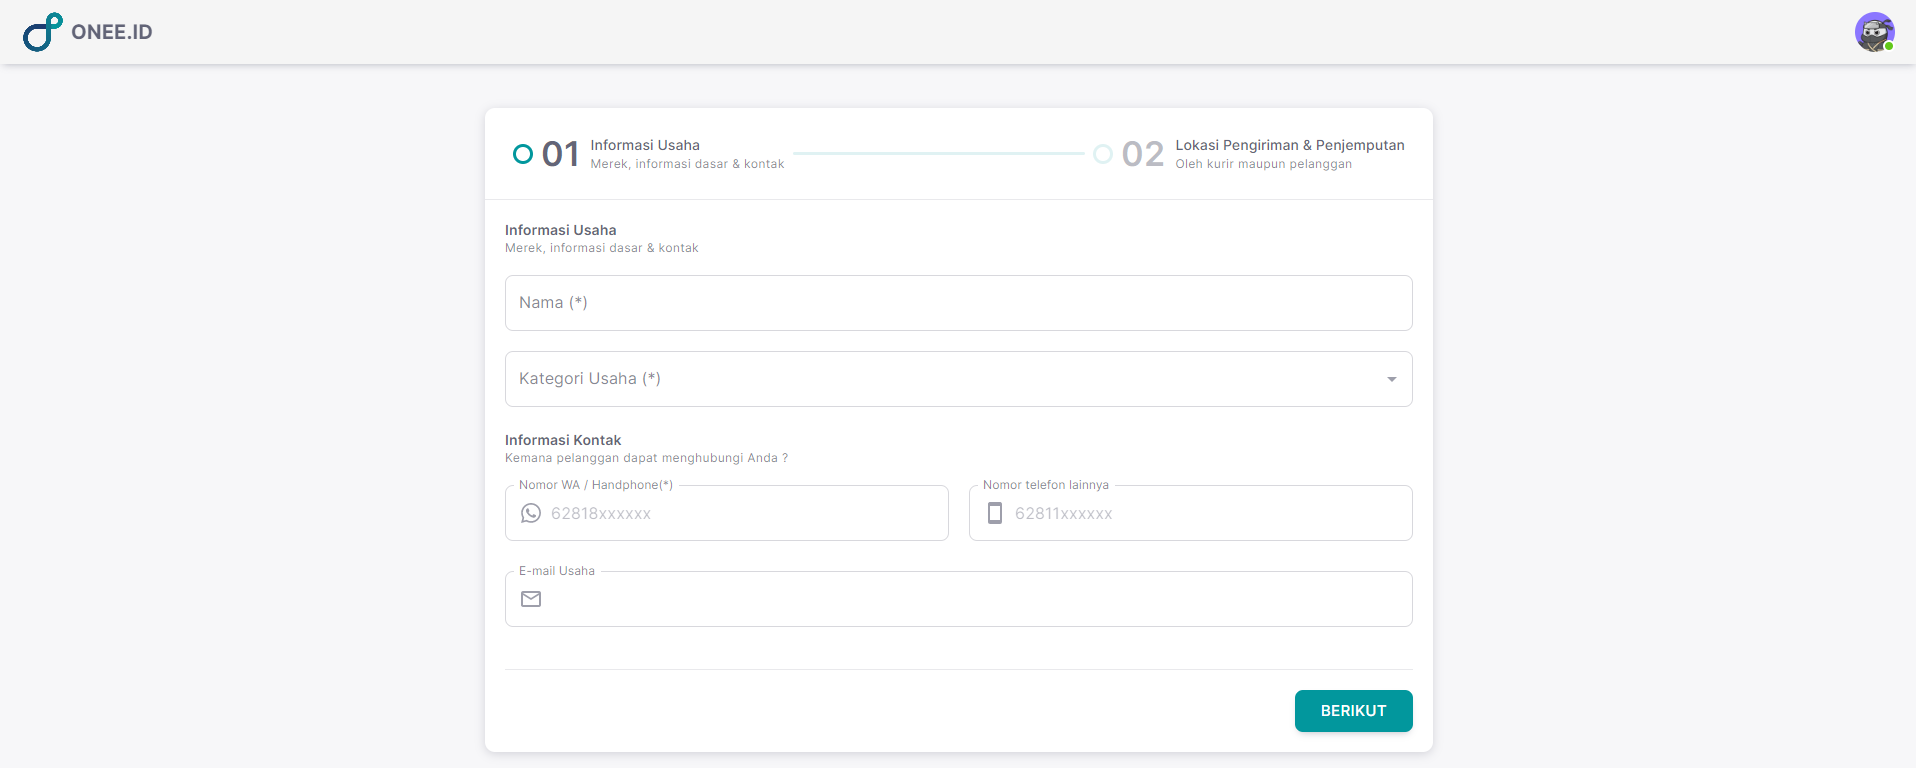 ONEE.ID
01
Informasi Usaha
Merek, informasi dasar & kontak
02
Lokasi Pengiriman & Penjemputan
Oleh kurir maupun pelanggan
Informasi Usaha
Merek, informasi dasar & kontak
Nama (*)
Kategori Usaha (*)
Informasi Kontak
Kemana pelanggan dapat menghubungi Anda ?
Nomor WA / Handphone(*)
62818xxxxxx
Nomor telefon lainnya
62811xxxxxx
E-mail Usaha
BERIKUT